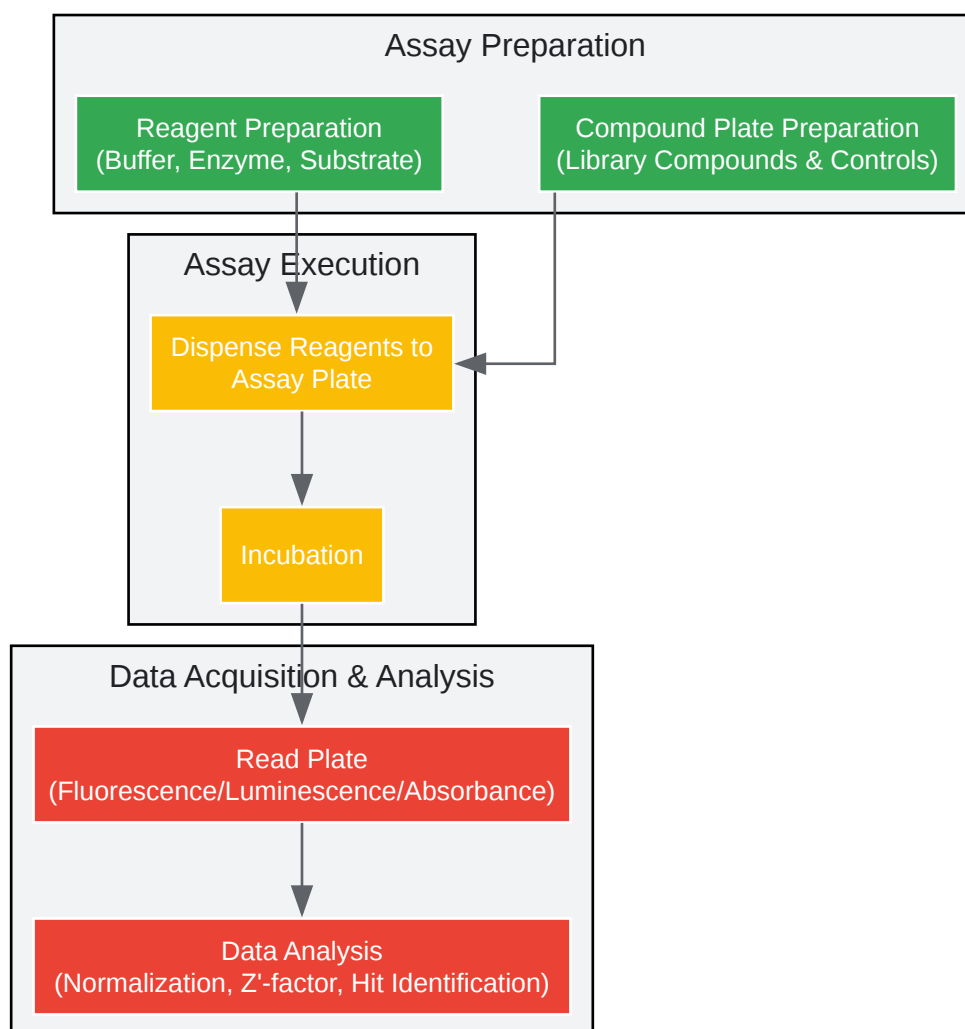 Assay Preparation
Reagent Preparation
(Buffer, Enzyme, Substrate)
Compound Plate Preparation
(Library Compounds & Controls)
Assay Execution
Dispense Reagents to
Assay Plate
Incubation
Data Acquisition & Analysis
Read Plate
(Fluorescence/Luminescence/Absorbance)
Data Analysis
(Normalization, Z'-factor, Hit Identification)